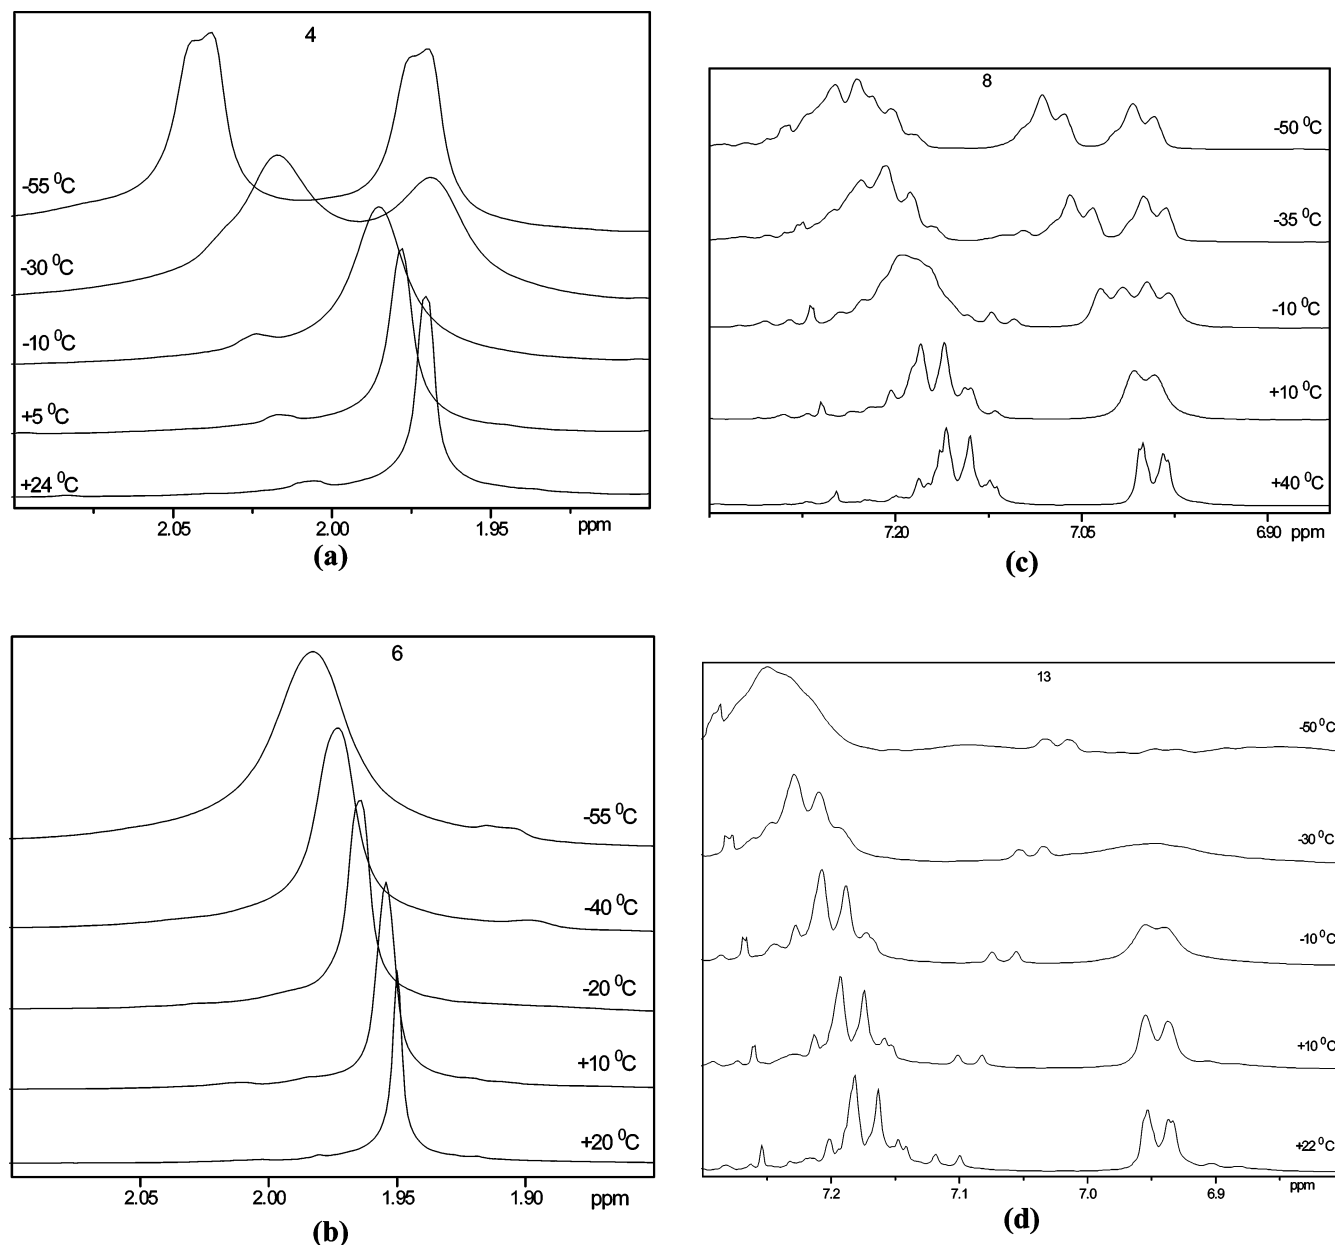 4
-55 ⁰C
-30 ⁰C
-10 ⁰C
+5 ⁰C
+24 ⁰C
2.05 2.00 1.95 ppm
(a)
8
-50 ⁰C
-35 ⁰C
-10 ⁰C
+10 ⁰C
+40 ⁰C
7.20 7.05 6.90 ppm
(c)
6
-55 ⁰C
-40 ⁰C
-20 ⁰C
+10 ⁰C
+20 ⁰C
2.05 2.00 1.95 1.90 ppm
(b)
13
-50 ⁰C
-30 ⁰C
-10 ⁰C
+10 ⁰C
+22 ⁰C
7.2 7.1 7.0 6.9 ppm
(d)